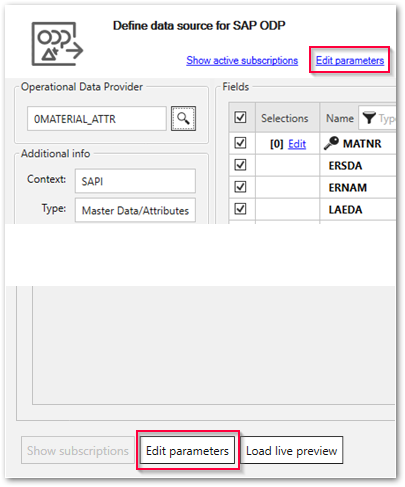 Define data source for SAP ODP
Show active subscriptions Edit parameters
Operational Data Provider
0MATERIAL_ATTR
Additional info
Context: SAPI
Type: Master Data/Attributes
Fields
Selections Name Type
[0] Edit MATNR
ERSDA
ERNAM
LAEDA
Show subscriptions Edit parameters Load live preview